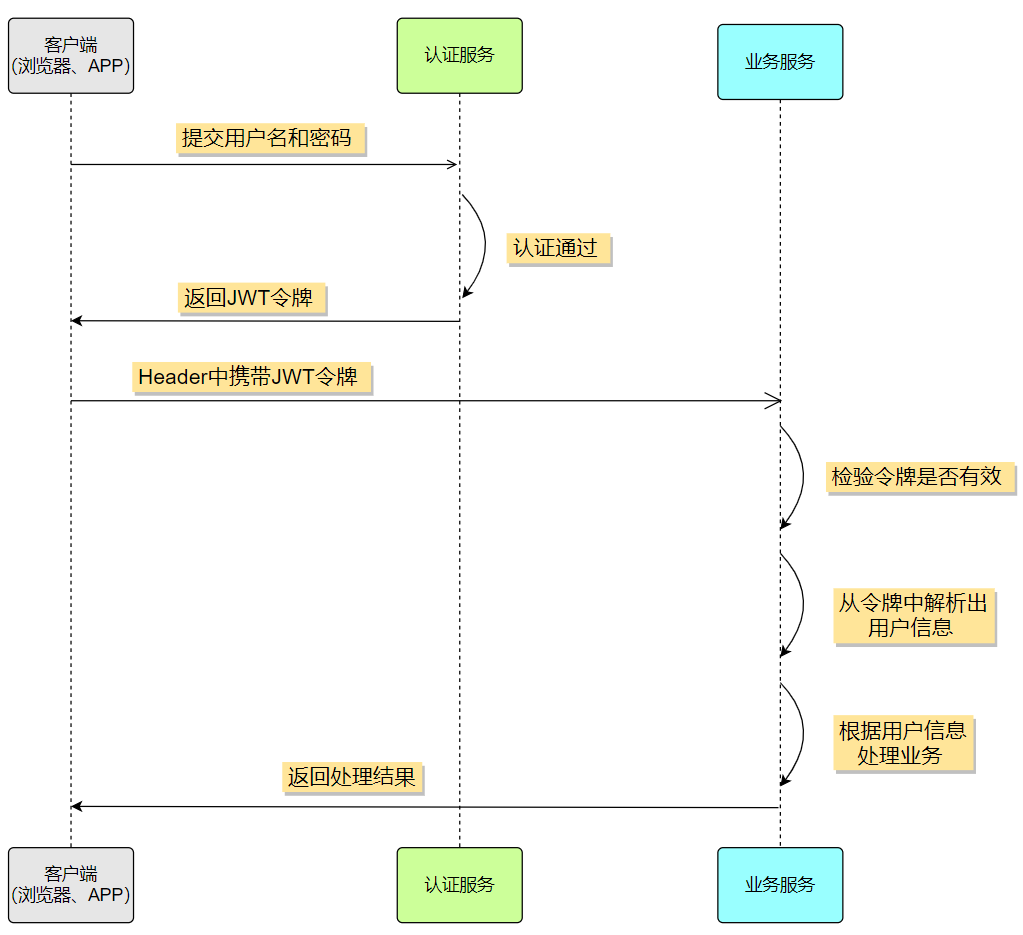 客户端
(浏览器、APP)
认证服务
业务服务
提交用户名和密码
认证通过
返回JWT令牌
Header中携带JWT令牌
检验令牌是否有效
从令牌中解析出
用户信息
根据用户信息
处理业务
返回处理结果
客户端
(浏览器、APP)
认证服务
业务服务